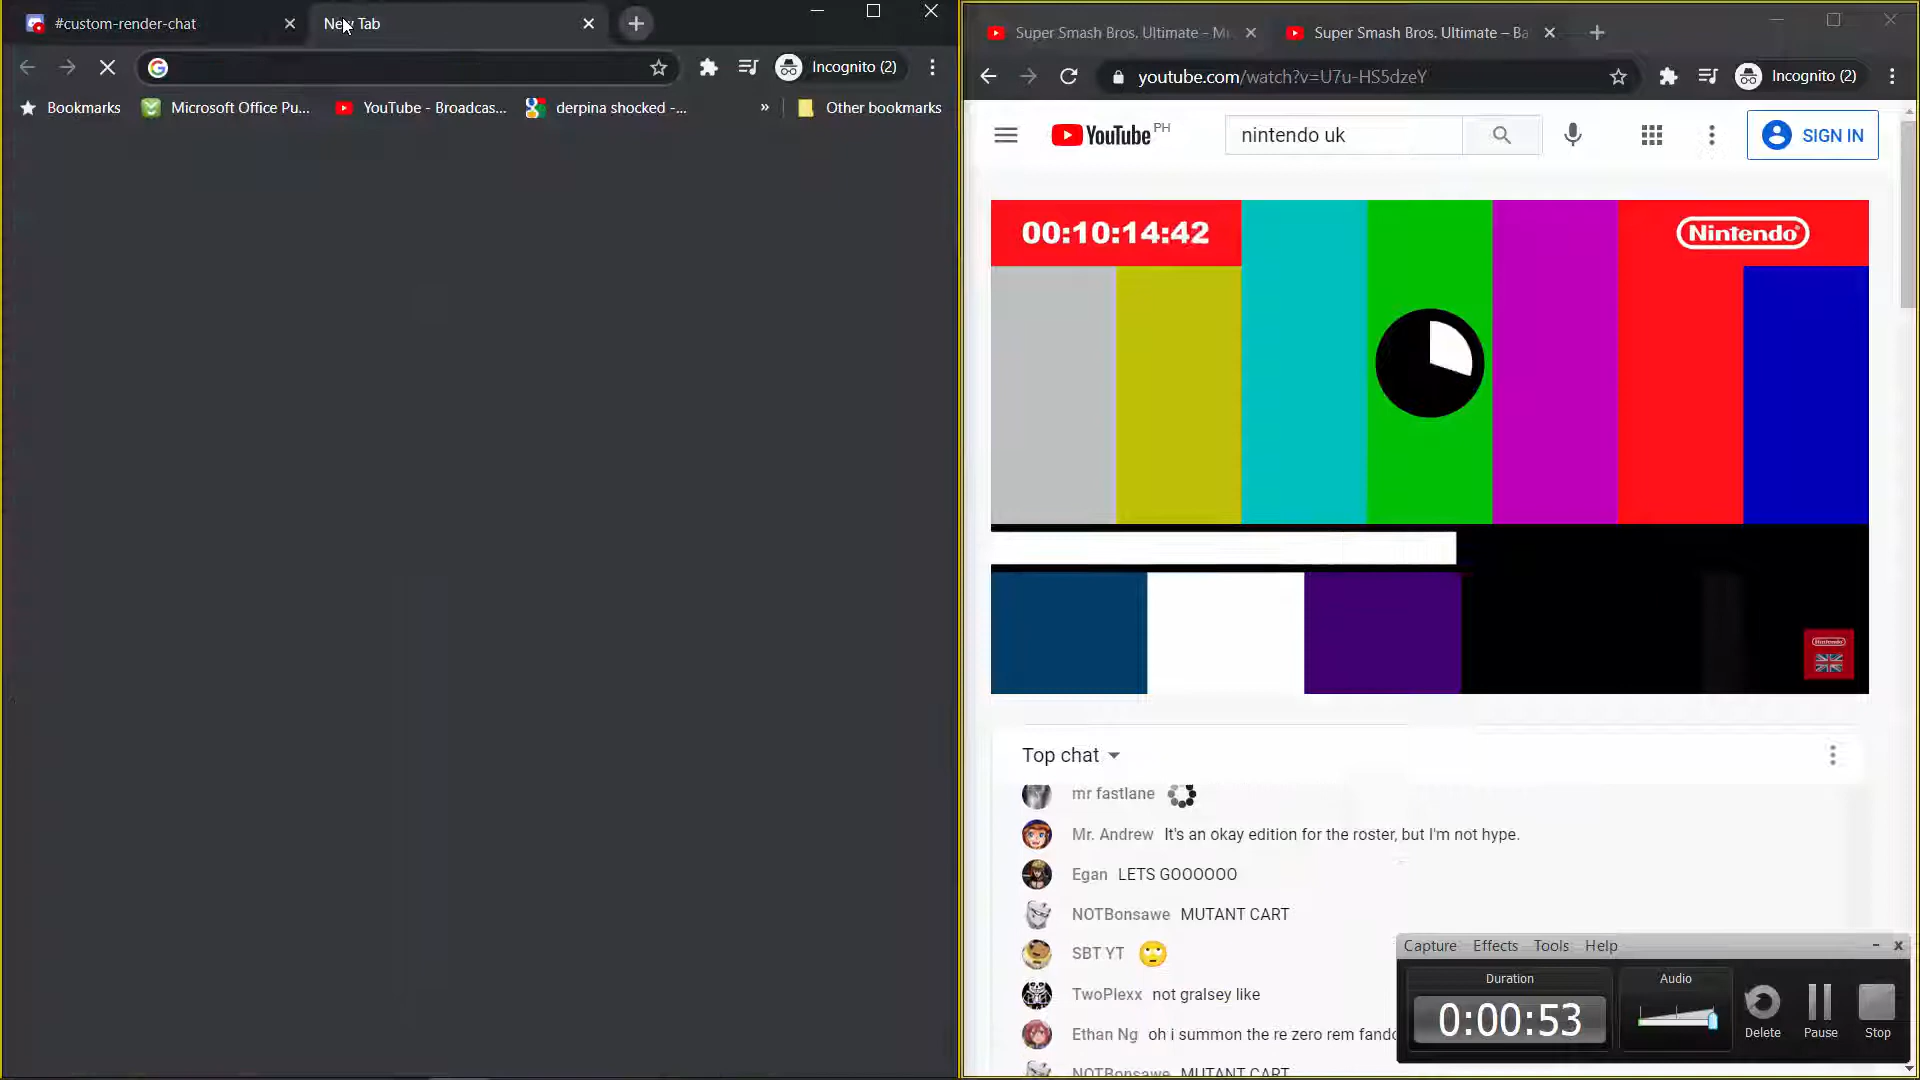 #custom-render-chat
New Tab
Incognito (2)
Bookmarks
Microsoft Office Pu...
YouTube - Broadcas...
derpina shocked -...
»
Other bookmarks
Super Smash Bros. Ultimate – M
Super Smash Bros. Ultimate – Ba
youtube.com/watch?v=U7u-HS5dzeY
Incognito (2)
YouTube PH
nintendo uk
SIGN IN
00:10:14:42
Nintendo
Nintendo
Top chat
mr fastlane
Mr. Andrew It's an okay edition for the roster, but I'm not hype.
Egan LETS GOOOOOO
NOTBonsawe MUTANT CART
SBT YT 🙄
TwoPlexx not gralsey like
Ethan Ng oh i summon the re zero rem fando
NOTBonsawe MUTANT CART
Capture Effects Tools Help
Duration
Audio
0:00:53
Delete
Pause
Stop